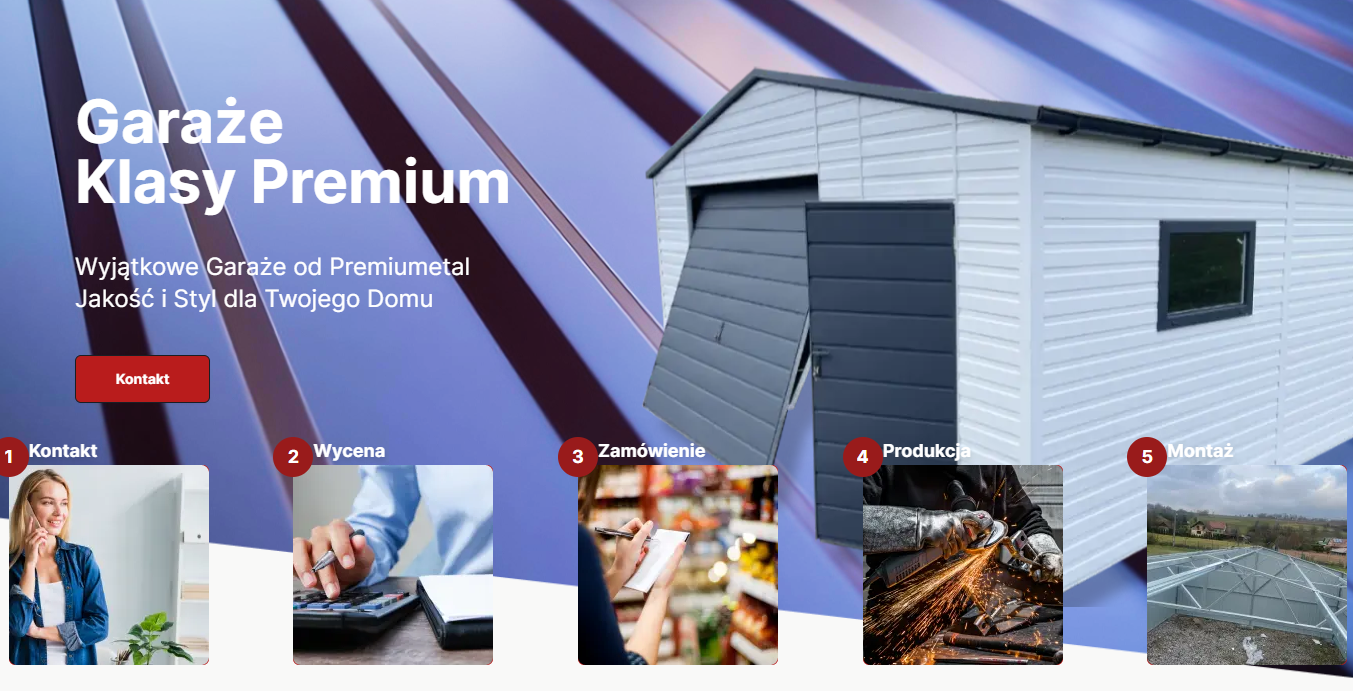 Garaże
Klasy Premium
Wyjątkowe Garaże od Premiumetal
Jakość i Styl dla Twojego Domu
Kontakt
1 Kontakt
2 Wycena
3 Zamówienie
4 Produkcja
5 Montaż